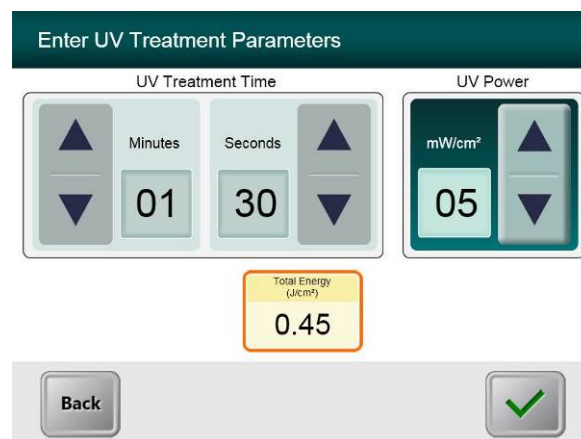 Enter UV Treatment Parameters
UV Treatment Time
UV Power
Minutes
Seconds
mW/cm²
01
30
05
Total Energy
(J/cm²)
0.45
Back